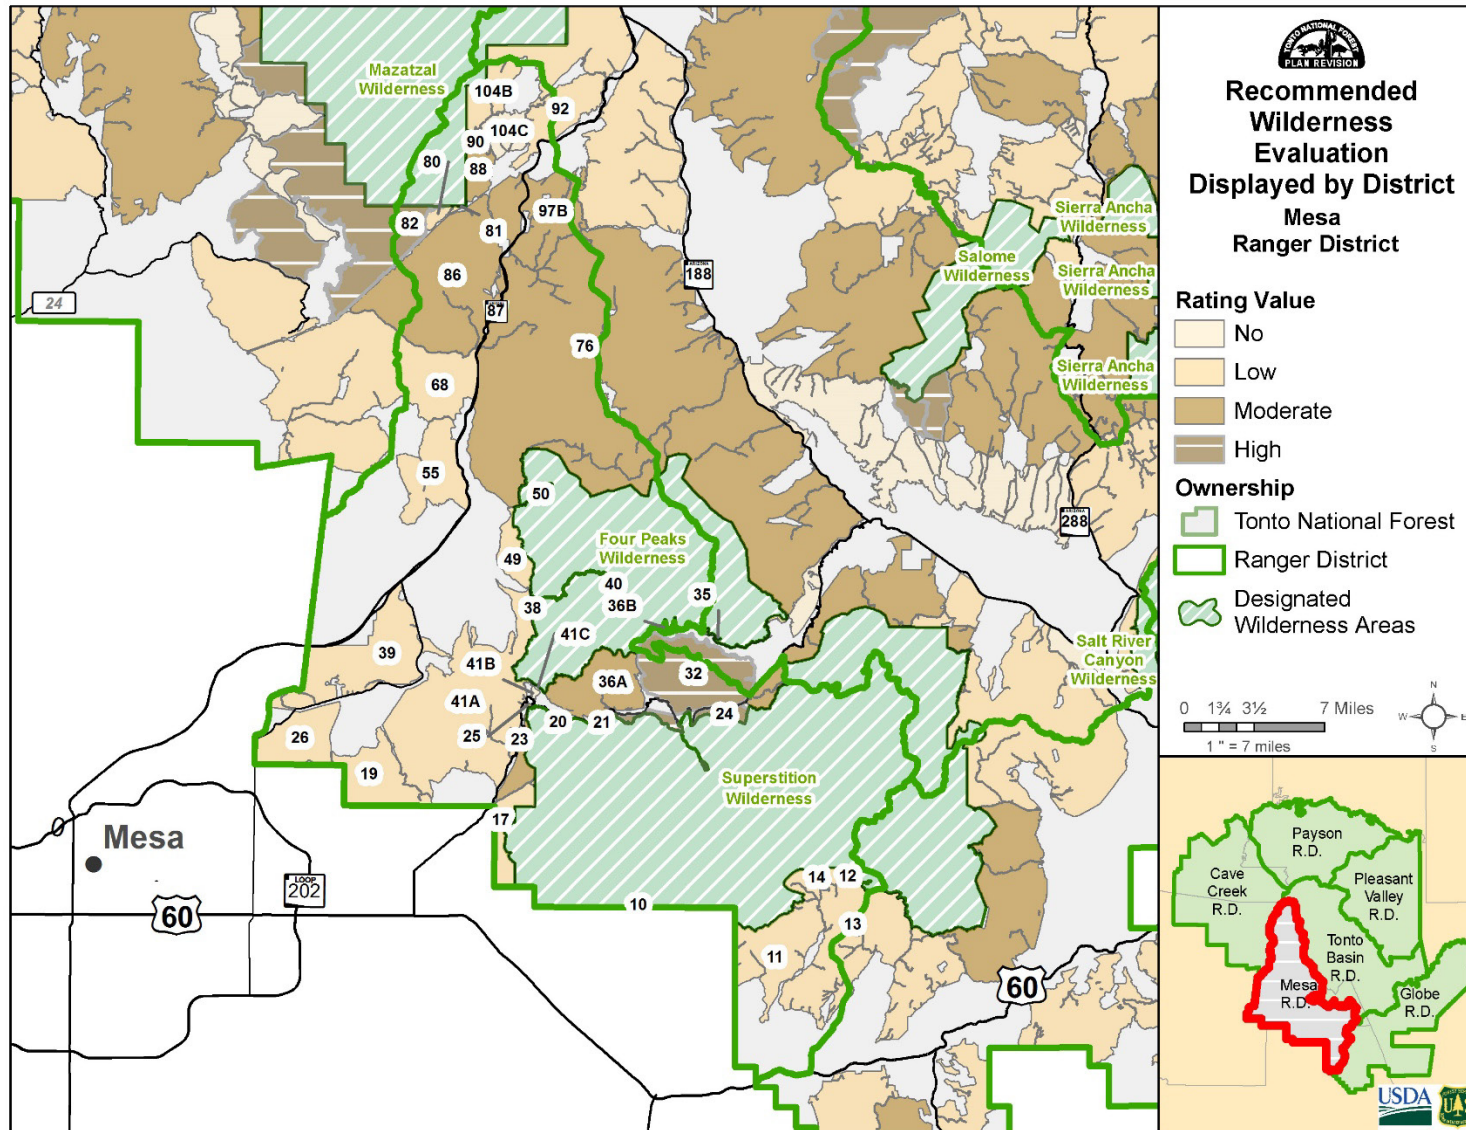 Mazatzal
Wilderness
104B
92
104C
90
80
88
82
81
97B
86
87
ARIZONA
188
24
76
68
55
50
49
Four Peaks
Wilderness
40
38
36B
35
41C
39
41B
36A
32
41A
20
21
24
25
23
26
19
17
Superstition
Wilderness
Sierra Ancha
Wilderness
Salome
Wilderness
Sierra Ancha
Wilderness
Sierra Ancha
Wilderness
288
Salt River
Canyon
Wilderness
Mesa
LOOP
202
60
10
14
12
13
11
60
TONTO NATIONAL FOREST
PLAN REVISION
Recommended
Wilderness
Evaluation
Displayed by District
Mesa
Ranger District
Rating Value
No
Low
Moderate
High
Ownership
Tonto National Forest
Ranger District
Designated
Wilderness Areas
N
W
E
S
0 1¾ 3½ 7 Miles
1 " = 7 miles
Payson
R.D.
Cave
Creek
R.D.
Pleasant
Valley
R.D.
Tonto
Basin
R.D.
Mesa
R.D.
Globe
R.D.
USDA